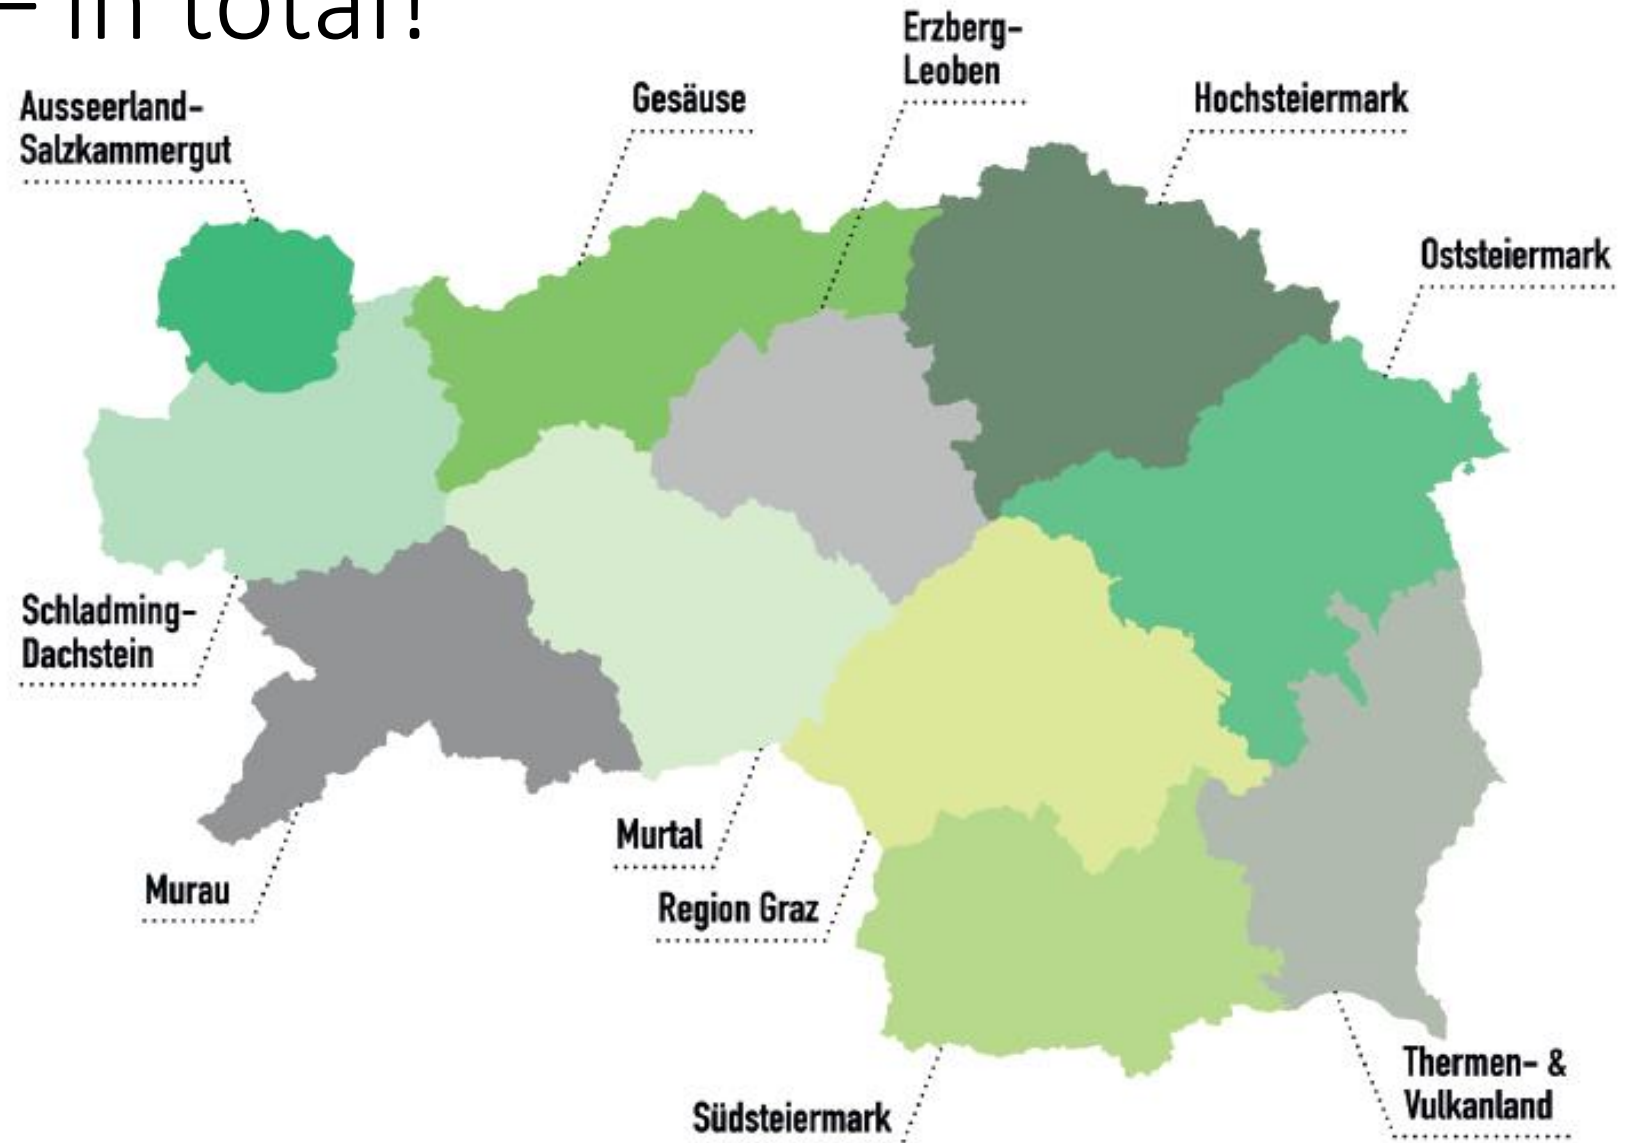 – in total!
Erzberg-
Leoben
Ausseerland-
Salzkammergut
Gesäuse
Hochsteiermark
Oststeiermark
Schladming-
Dachstein
Murau
Murtal
Region Graz
Südsteiermark
Thermen- &
Vulkanland